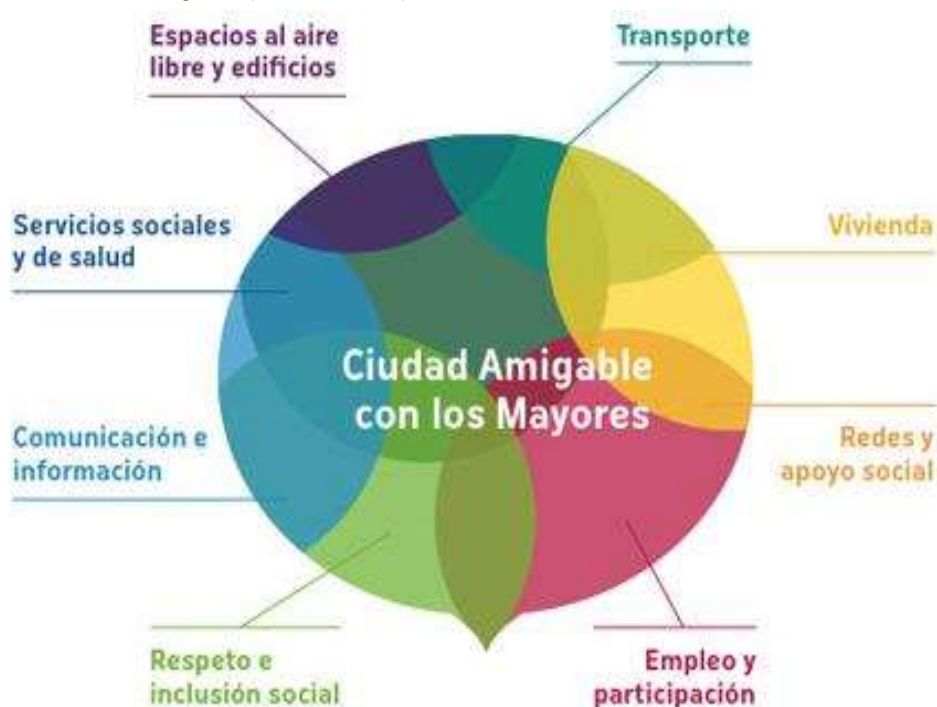 Espacios al aire
libre y edificios
Transporte
Servicios sociales
y de salud
Vivienda
Ciudad Amigable
con los Mayores
Comunicación e
información
Redes y
apoyo social
Respeto e
inclusión social
Empleo y
participación